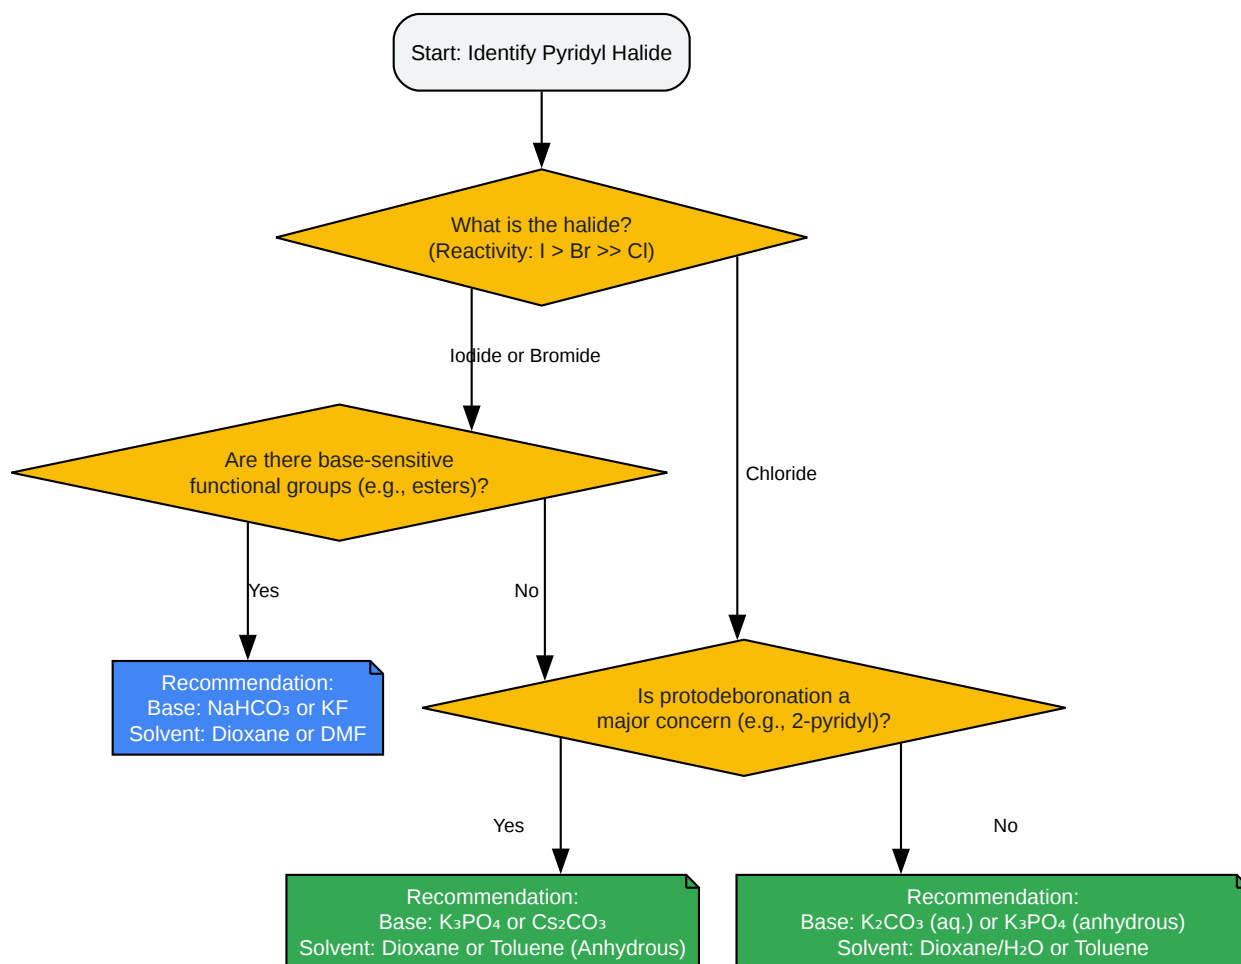 Start: Identify Pyridyl Halide
What is the halide?
(Reactivity: I > Br >> Cl)
Iodide or Bromide
Are there base-sensitive
functional groups (e.g., esters)?
Chloride
Yes
No
Recommendation:
Base: NaHCO₃ or KF
Solvent: Dioxane or DMF
Is protodeboronation a
major concern (e.g., 2-pyridyl)?
Yes
No
Recommendation:
Base: K₃PO₄ or Cs₂CO₃
Solvent: Dioxane or Toluene (Anhydrous)
Recommendation:
Base: K₂CO₃ (aq.) or K₃PO₄ (anhydrous)
Solvent: Dioxane/H₂O or Toluene